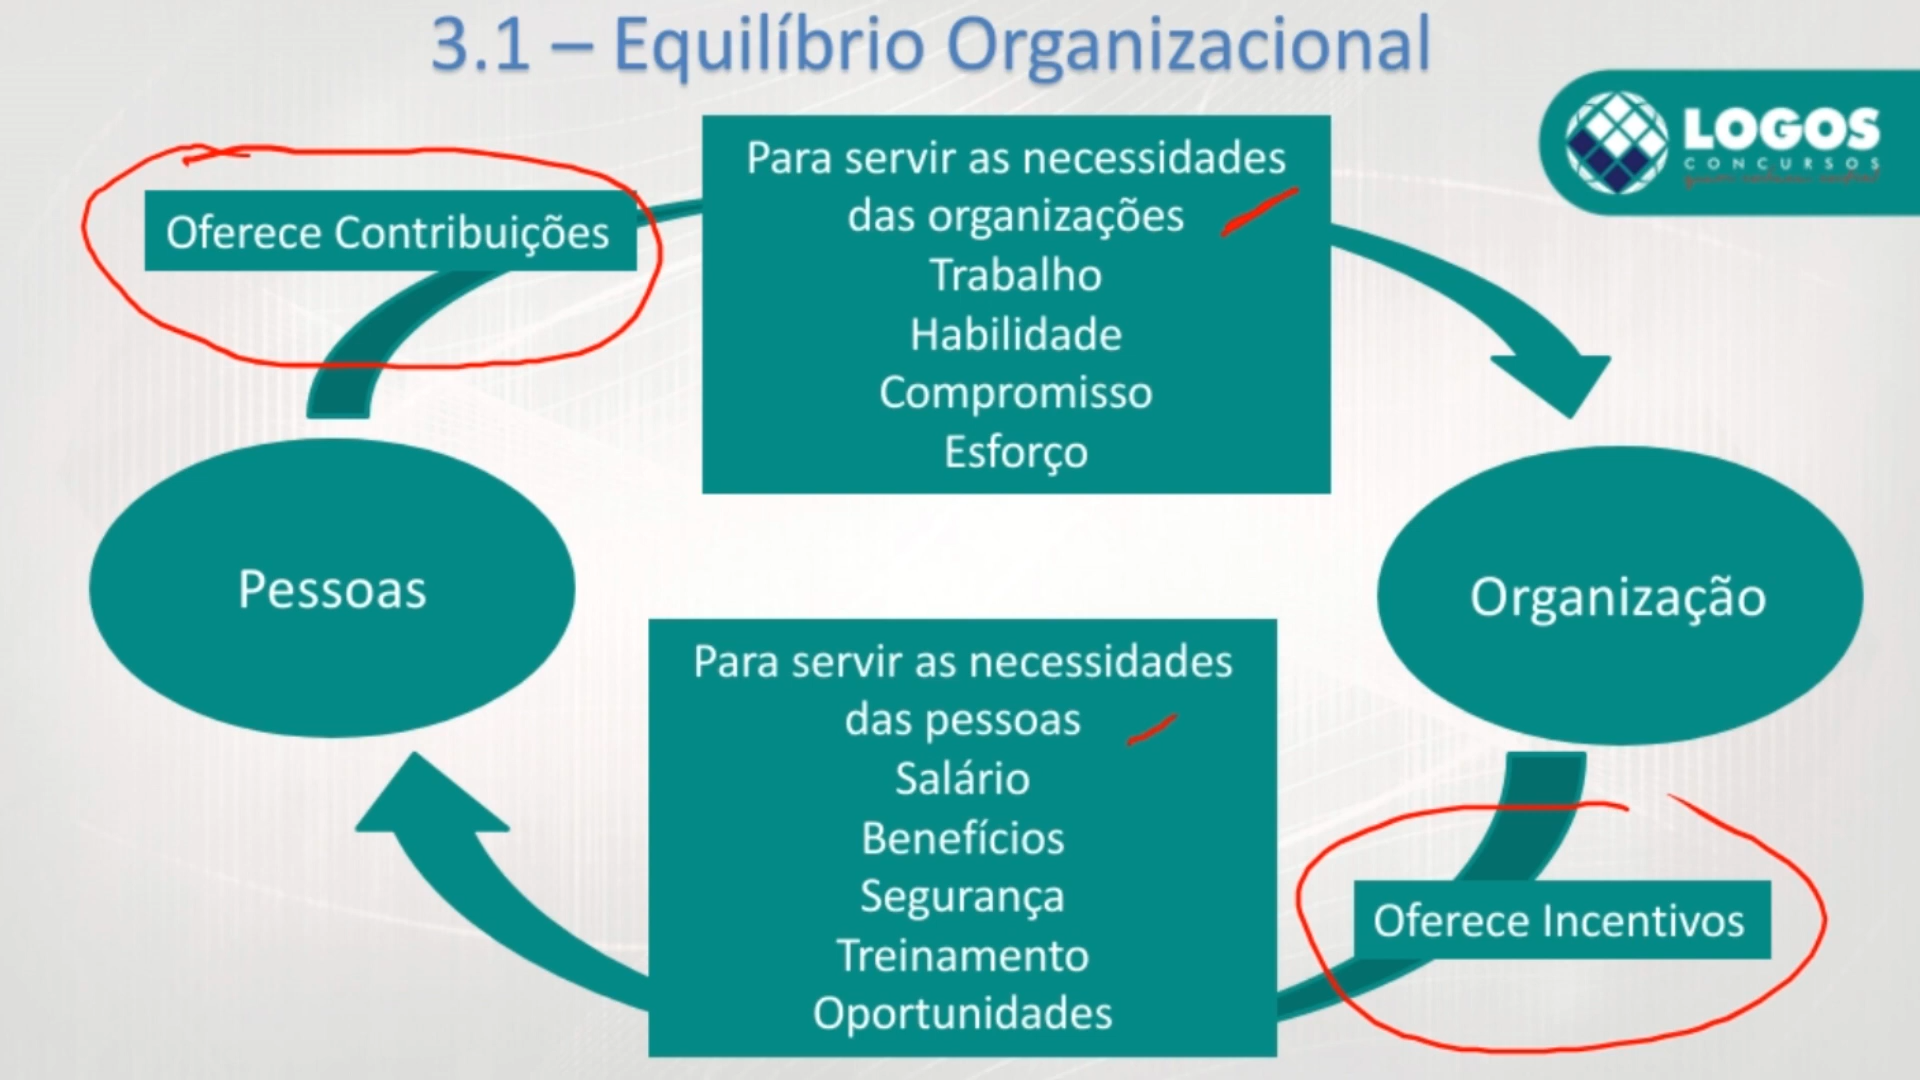 3.1 – Equilíbrio Organizacional
LOGOS
CONCURSOS
Oferece Contribuições
Para servir as necessidades
das organizações
Trabalho
Habilidade
Compromisso
Esforço
Pessoas
Organização
Para servir as necessidades
das pessoas
Salário
Benefícios
Segurança
Treinamento
Oportunidades
Oferece Incentivos